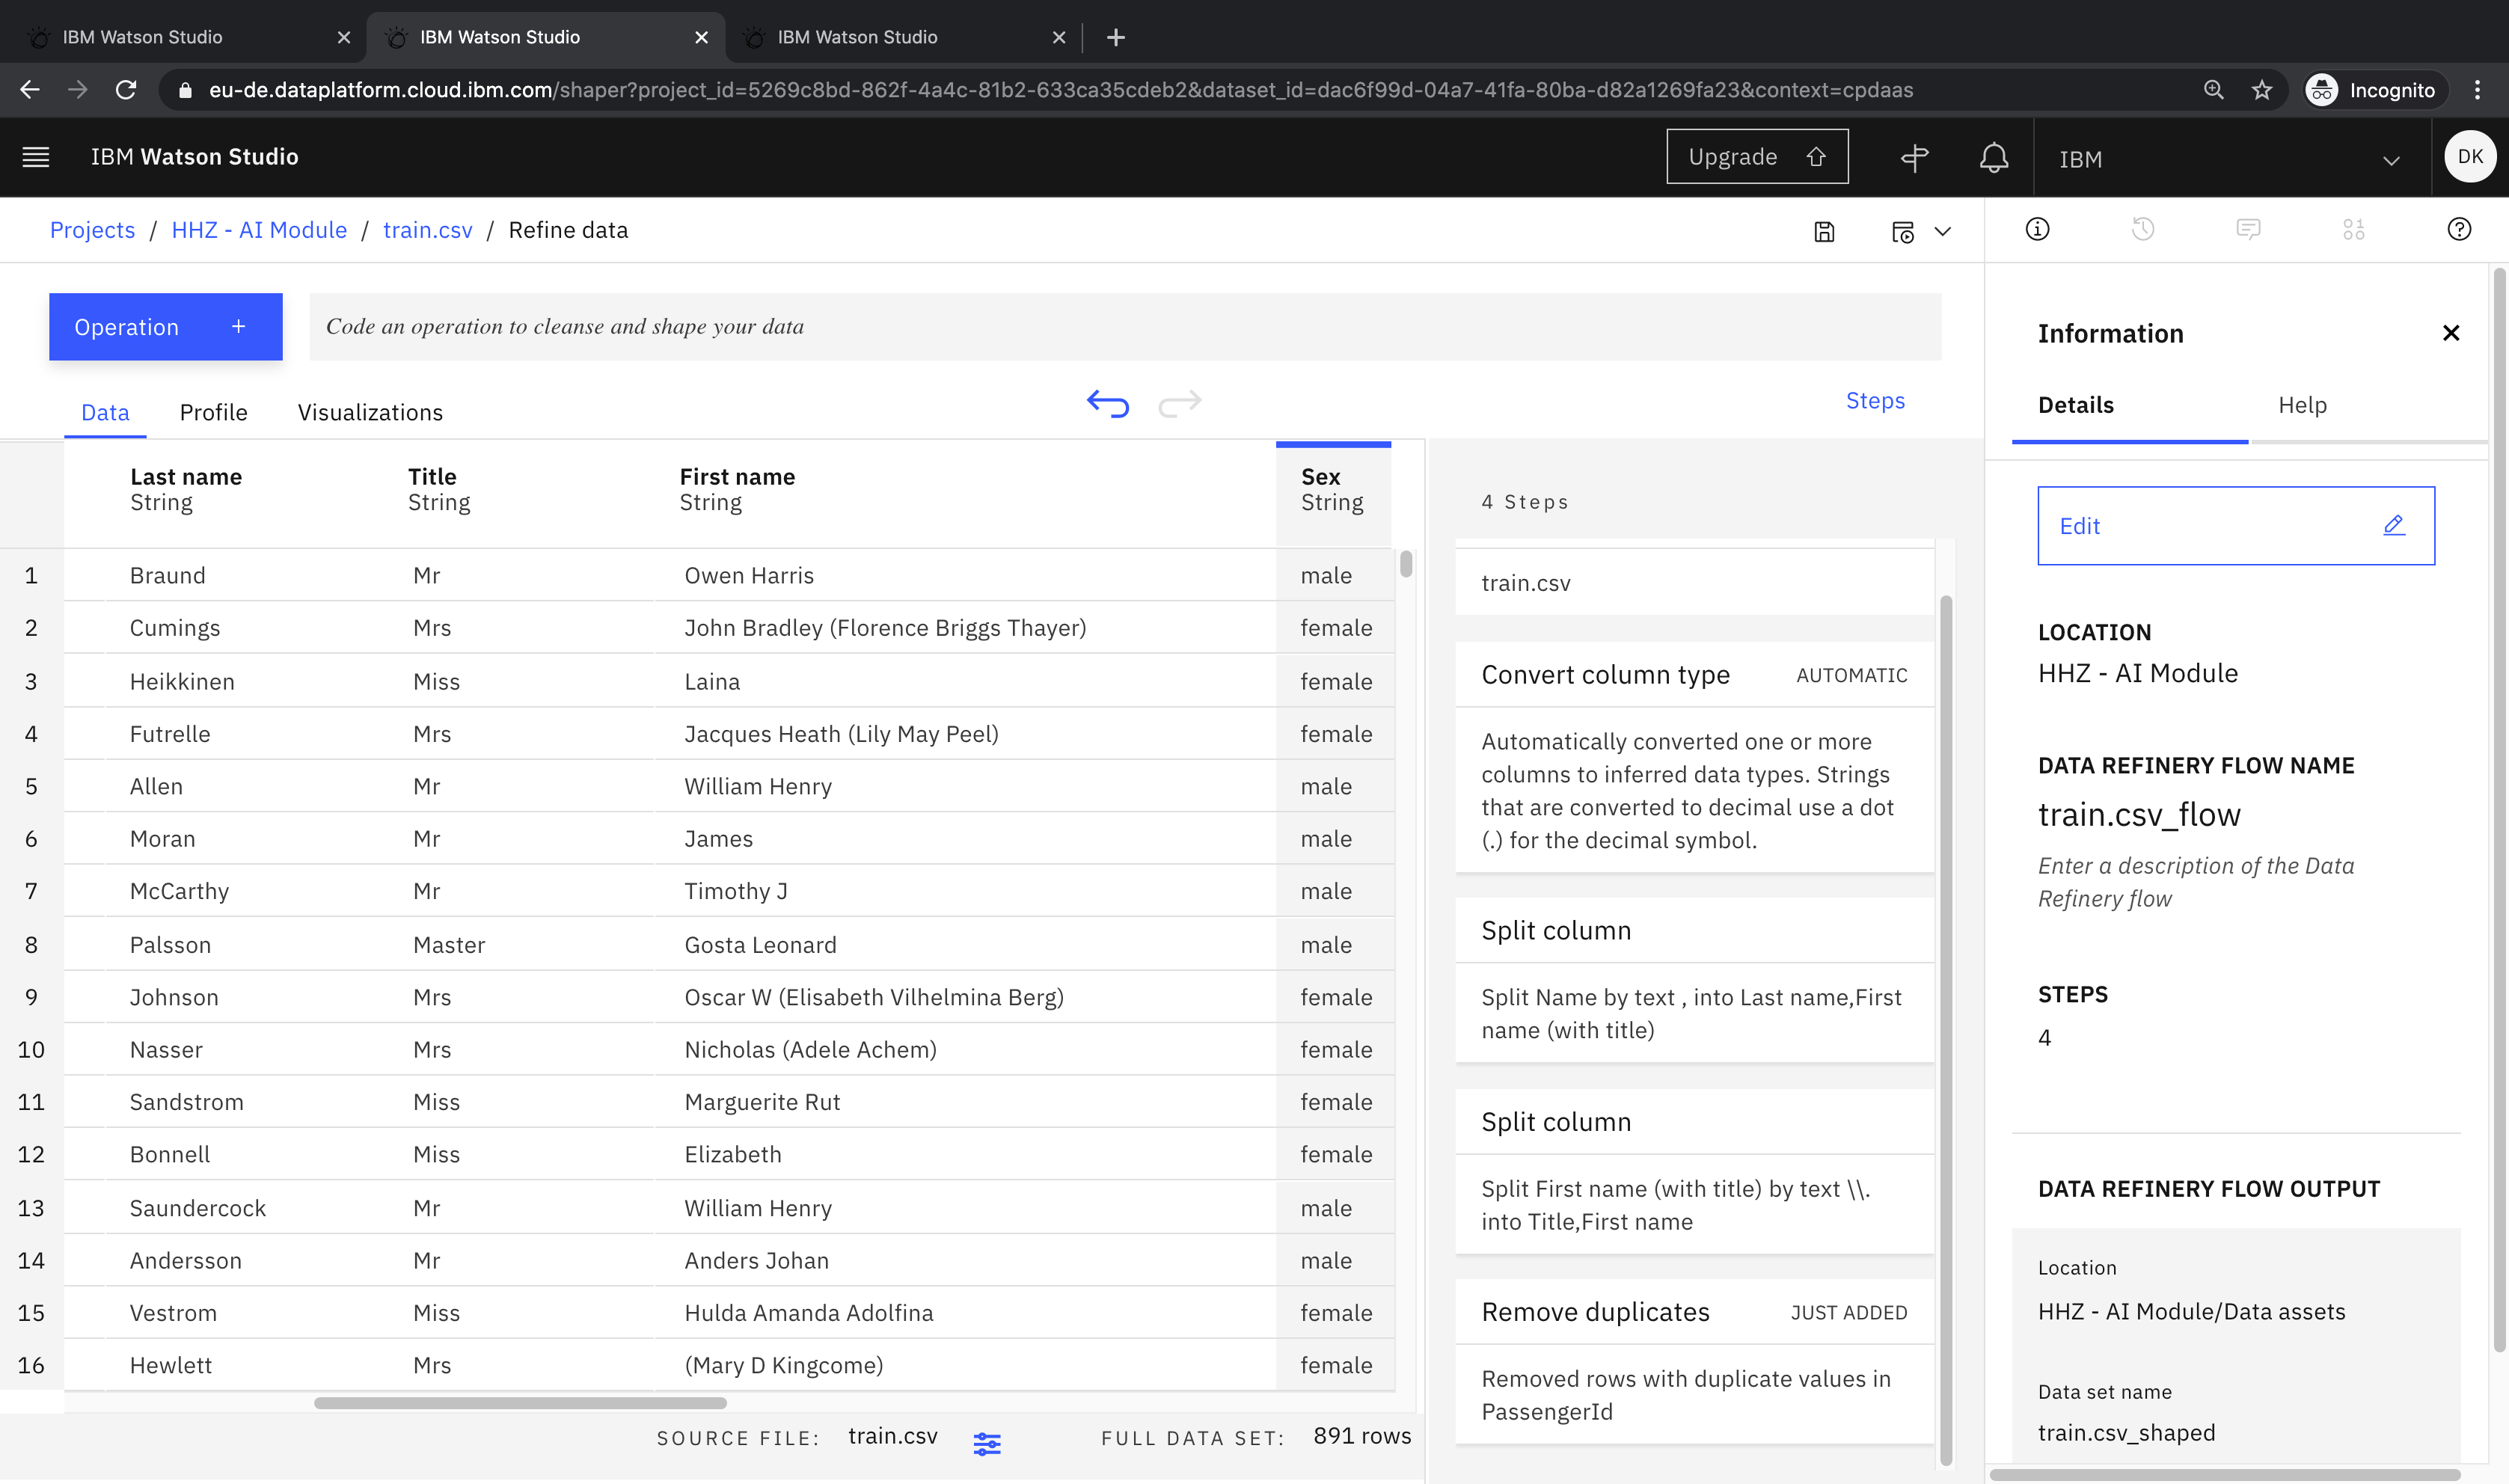 IBM Watson Studio
IBM Watson Studio
IBM Watson Studio
eu-de.dataplatform.cloud.ibm.com/shaper?project_id=5269c8bd-862f-4a4c-81b2-633ca35cdeb2&dataset_id=dac6f99d-04a7-41fa-80ba-d82a1269fa23&context=cpdaas
Incognito
IBM Watson Studio
Upgrade
IBM
DK
Projects / HHZ - AI Module / train.csv / Refine data
Operation +
Code an operation to cleanse and shape your data
Data Profile Visualizations
Steps
Last name Title First name Sex
String String String String
1 Braund Mr Owen Harris male
2 Cumings Mrs John Bradley (Florence Briggs Thayer) female
3 Heikkinen Miss Laina female
4 Futrelle Mrs Jacques Heath (Lily May Peel) female
5 Allen Mr William Henry male
6 Moran Mr James male
7 McCarthy Mr Timothy J male
8 Palsson Master Gosta Leonard male
9 Johnson Mrs Oscar W (Elisabeth Vilhelmina Berg) female
10 Nasser Mrs Nicholas (Adele Achem) female
11 Sandstrom Miss Marguerite Rut female
12 Bonnell Miss Elizabeth female
13 Saundercock Mr William Henry male
14 Andersson Mr Anders Johan male
15 Vestrom Miss Hulda Amanda Adolfina female
16 Hewlett Mrs (Mary D Kingcome) female
SOURCE FILE: train.csv FULL DATA SET: 891 rows
4 Steps
train.csv
Convert column type AUTOMATIC
Automatically converted one or more
columns to inferred data types. Strings
that are converted to decimal use a dot
(.) for the decimal symbol.
Split column
Split Name by text , into Last name,First
name (with title)
Split column
Split First name (with title) by text \\.
into Title,First name
Remove duplicates JUST ADDED
Removed rows with duplicate values in
PassengerId
Information
Details Help
Edit
LOCATION
HHZ - AI Module
DATA REFINERY FLOW NAME
train.csv_flow
Enter a description of the Data
Refinery flow
STEPS
4
DATA REFINERY FLOW OUTPUT
Location
HHZ - AI Module/Data assets
Data set name
train.csv_shaped